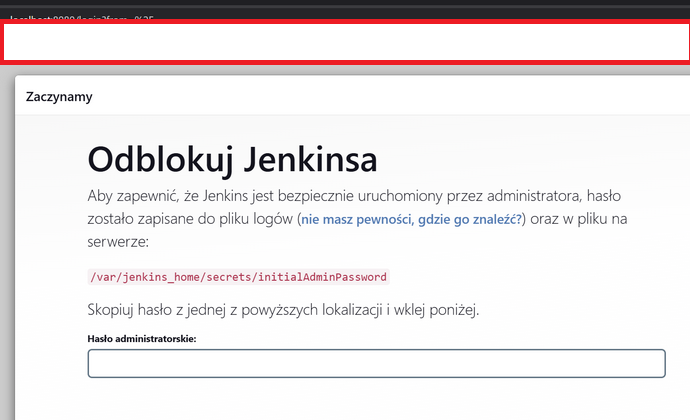 Zaczynamy
Odblokuj Jenkinsa
Aby zapewnić, że Jenkins jest bezpiecznie uruchomiony przez administratora, hasło
zostało zapisane do pliku logów (nie masz pewności, gdzie go znaleźć?) oraz w pliku na
serwerze:
/var/jenkins_home/secrets/initialAdminPassword
Skopiuj hasło z jednej z powyższych lokalizacji i wklej poniżej.
Hasło administratorskie: